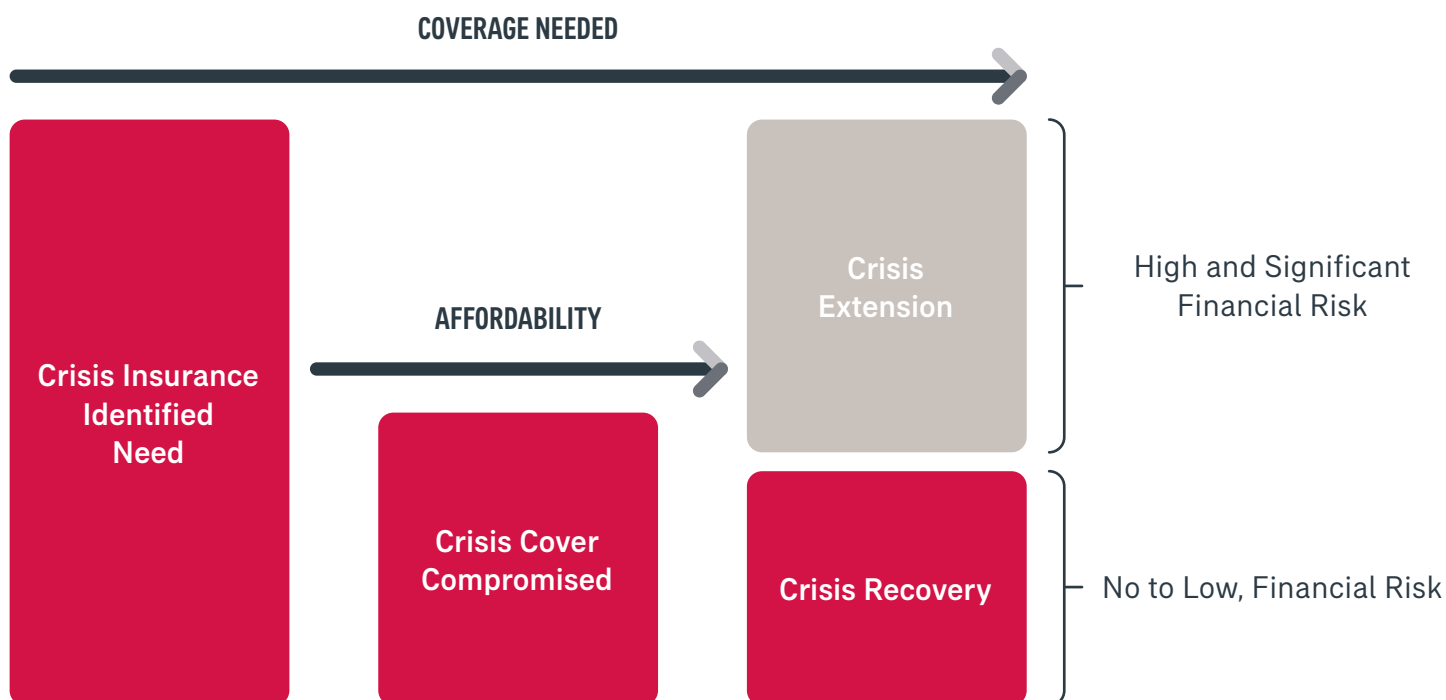 COVERAGE NEEDED
Crisis Insurance
Identified
Need
AFFORDABILITY
Crisis Cover
Compromised
Crisis
Extension
High and Significant
Financial Risk
Crisis Recovery
No to Low, Financial Risk